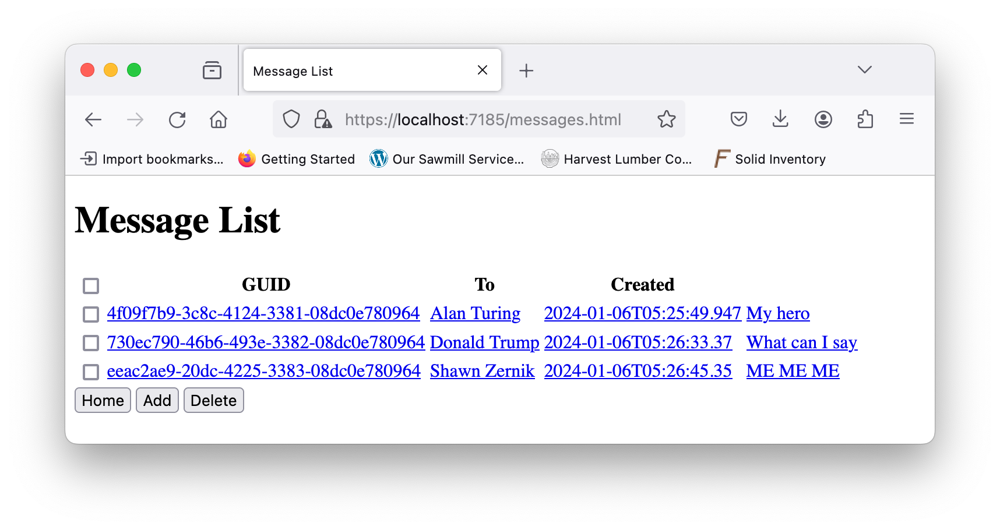 Message List
https://localhost:7185/messages.html
Import bookmarks... Getting Started Our Sawmill Service... Harvest Lumber Co... Solid Inventory
Message List
GUID To Created
4f09f7b9-3c8c-4124-3381-08dc0e780964 Alan Turing 2024-01-06T05:25:49.947 My hero
730ec790-46b6-493e-3382-08dc0e780964 Donald Trump 2024-01-06T05:26:33.37 What can I say
eeac2ae9-20dc-4225-3383-08dc0e780964 Shawn Zernik 2024-01-06T05:26:45.35 ME ME ME
Home Add Delete